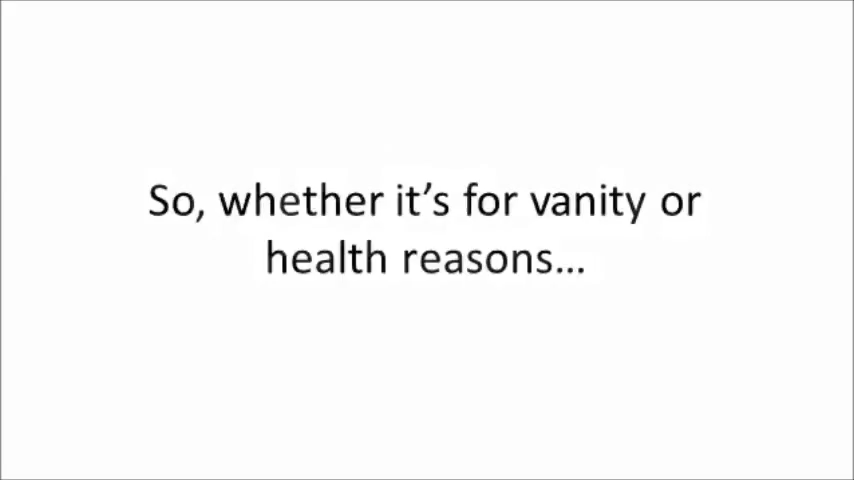 So, whether it’s for vanity or
health reasons…